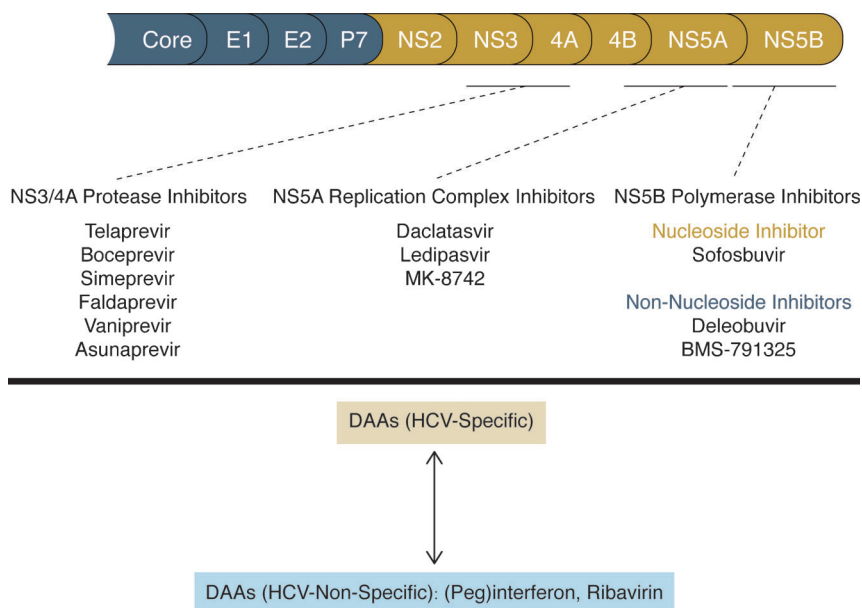 Core E1 E2 P7 NS2 NS3 4A 4B NS5A NS5B
NS3/4A Protease Inhibitors
Telaprevir
Boceprevir
Simeprevir
Faldaprevir
Vaniprevir
Asunaprevir
NS5A Replication Complex Inhibitors
Daclatasvir
Ledipasvir
MK-8742
NS5B Polymerase Inhibitors
Nucleoside Inhibitor
Sofosbuvir
Non-Nucleoside Inhibitors
Deleobuvir
BMS-791325
DAAs (HCV-Specific)
DAAs (HCV-Non-Specific): (Peg)interferon, Ribavirin